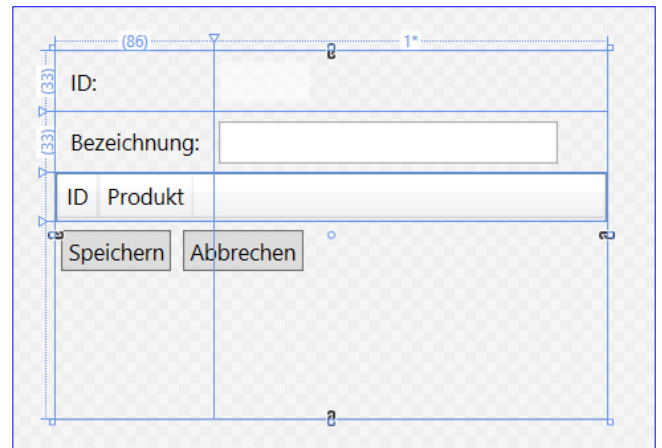 (86) 1*
(33)
ID:
(33)
Bezeichnung:
ID Produkt
Speichern Abbrechen